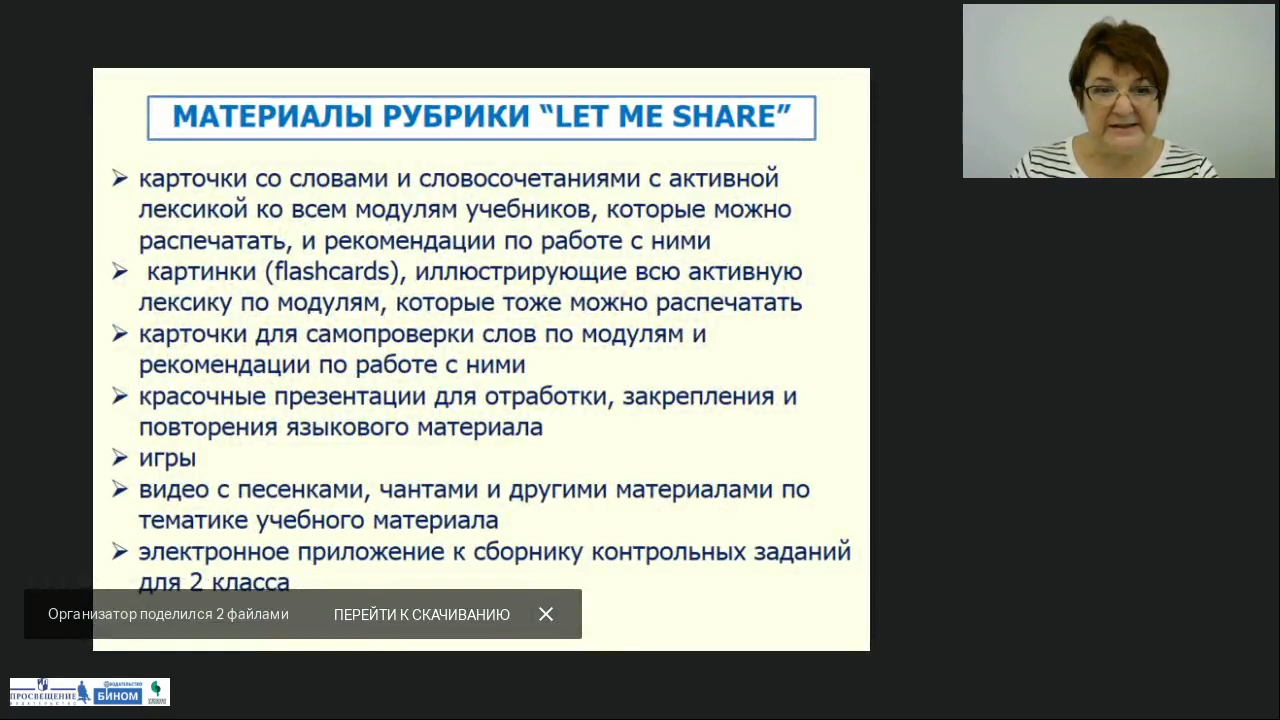 МАТЕРИАЛЫ РУБРИКИ “LET ME SHARE”
➢ карточки со словами и словосочетаниями с активной
лексикой ко всем модулям учебников, которые можно
распечатать, и рекомендации по работе с ними
➢ картинки (flashcards), иллюстрирующие всю активную
лексику по модулям, которые тоже можно распечатать
➢ карточки для самопроверки слов по модулям и
рекомендации по работе с ними
➢ красочные презентации для отработки, закрепления и
повторения языкового материала
➢ игры
➢ видео с песенками, чантами и другими материалами по
тематике учебного материала
➢ электронное приложение к сборнику контрольных заданий
для 2 класса
Организатор поделился 2 файлами ПЕРЕЙТИ К СКАЧИВАНИЮ
ПРОСВЕЩЕНИЕ
ИЗДАТЕЛЬСТВО
БИНОМ